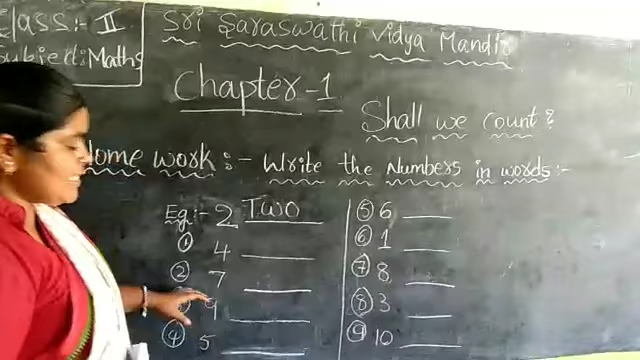 Class:- II
Subject: Maths
Sri Saraswathi Vidya Mandir
Chapter-1
Shall we count?
Home work:- Write the Numbers in words:-
Eg:- 2 TWO
① 4 ____
② 7 ____
9 ____
④ 5 ____
⑤ 6 ____
⑥ 1 ____
⑦ 8 ____
⑧ 3 ____
⑨ 10 ____